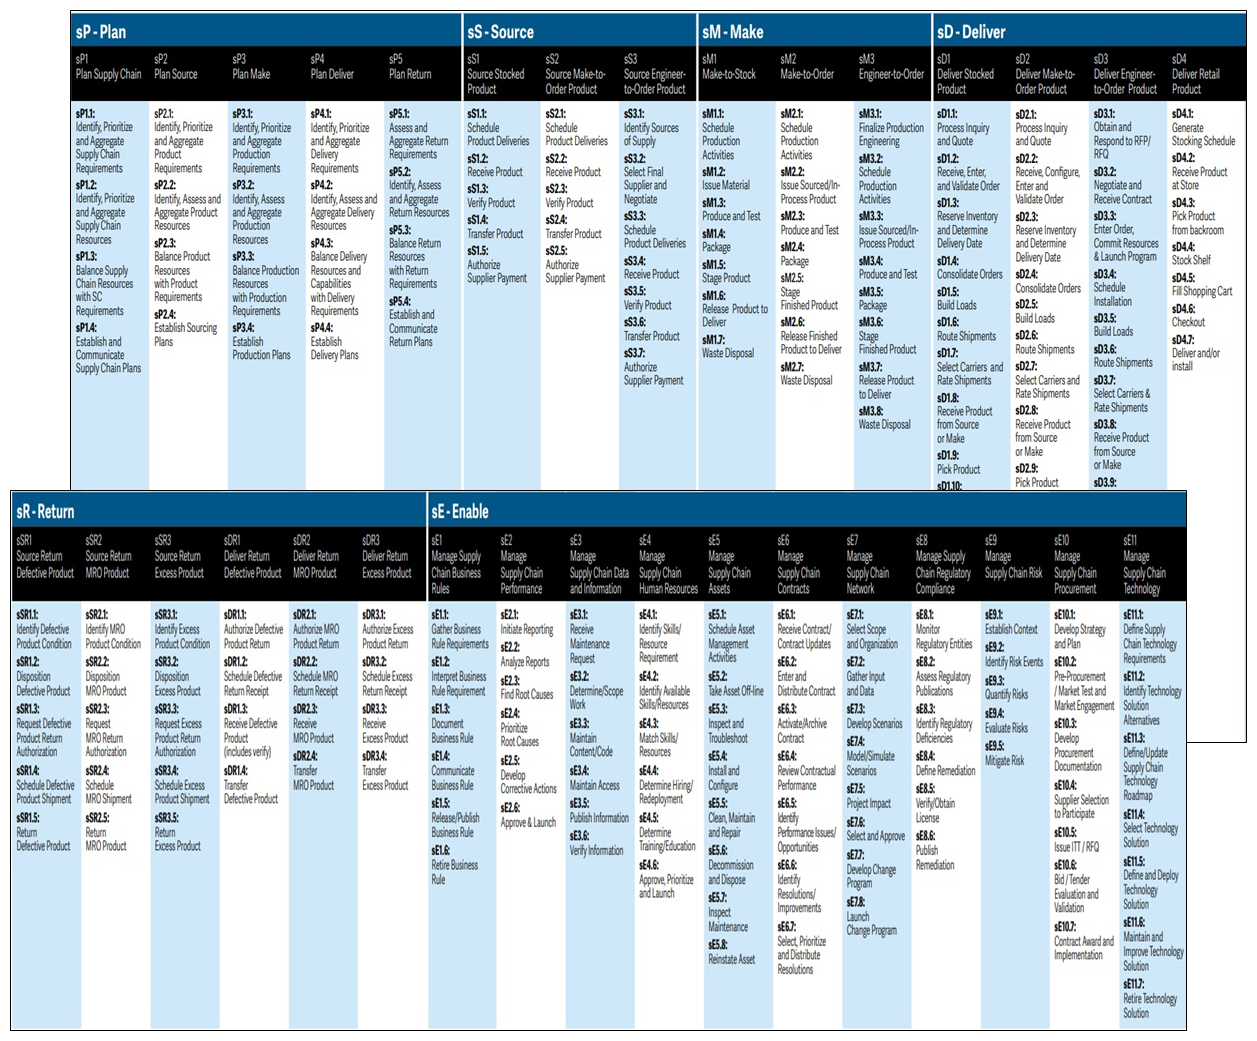 sP - Plan
sP1
Plan Supply Chain
sP2
Plan Source
sP3
Plan Make
sP4
Plan Deliver
sP5
Plan Return
sP1.1:
Identify, Prioritize
and Aggregate
Supply Chain
Requirements
sP1.2:
Identify, Prioritize
and Aggregate
Supply Chain
Resources
sP1.3:
Balance Supply
Chain Resources
with SC
Requirements
sP1.4:
Establish and
Communicate
Supply Chain Plans
sP2.1:
Identify, Prioritize
and Aggregate
Product
Requirements
sP2.2:
Identify, Assess and
Aggregate Product
Resources
sP2.3:
Balance Product
Resources
with Product
Requirements
sP2.4:
Establish Sourcing
Plans
sP3.1:
Identify, Prioritize
and Aggregate
Production
Requirements
sP3.2:
Identify, Assess
and Aggregate
Production
Resources
sP3.3:
Balance Production
Resources
with Production
Requirements
sP3.4:
Establish
Production Plans
sP4.1:
Identify, Prioritize
and Aggregate
Delivery
Requirements
sP4.2:
Identify, Assess and
Aggregate Delivery
Resources
sP4.3:
Balance Delivery
Resources and
Capabilities
with Delivery
Requirements
sP4.4:
Establish
Delivery Plans
sP5.1:
Assess and
Aggregate Return
Requirements
sP5.2:
Identify, Assess
and Aggregate
Return Resources
sP5.3:
Balance Return
Resources
with Return
Requirements
sP5.4:
Establish and
Communicate
Return Plans
sS - Source
sS1
Source Stocked
Product
sS2
Source Make-to-
Order Product
sS3
Source Engineer-
to-Order Product
sS1.1:
Schedule
Product Deliveries
sS1.2:
Receive Product
sS1.3:
Verify Product
sS1.4:
Transfer Product
sS1.5:
Authorize
Supplier Payment
sS2.1:
Schedule
Product Deliveries
sS2.2:
Receive Product
sS2.3:
Verify Product
sS2.4:
Transfer Product
sS2.5:
Authorize
Supplier Payment
sS3.1:
Identify Sources
of Supply
sS3.2:
Select Final
Supplier and
Negotiate
sS3.3:
Schedule
Product Deliveries
sS3.4:
Receive Product
sS3.5:
Verify Product
sS3.6:
Transfer Product
sS3.7:
Authorize
Supplier Payment
sM - Make
sM1
Make-to-Stock
sM2
Make-to-Order
sM3
Engineer-to-Order
sM1.1:
Schedule
Production
Activities
sM1.2:
Issue Material
sM1.3:
Produce and Test
sM1.4:
Package
sM1.5:
Stage Product
sM1.6:
Release Product to
Deliver
sM1.7:
Waste Disposal
sM2.1:
Schedule
Production
Activities
sM2.2:
Issue Sourced/In-
Process Product
sM2.3:
Produce and Test
sM2.4:
Package
sM2.5:
Stage
Finished Product
sM2.6:
Release Finished
Product to Deliver
sM2.7:
Waste Disposal
sM3.1:
Finalize Production
Engineering
sM3.2:
Schedule
Production
Activities
sM3.3:
Issue Sourced/In-
Process Product
sM3.4:
Produce and Test
sM3.5:
Package
sM3.6:
Stage
Finished Product
sM3.7:
Release Product
to Deliver
sM3.8:
Waste Disposal
sD - Deliver
sD1
Deliver Stocked
Product
sD2
Deliver Make-to-
Order Product
sD3
Deliver Engineer-
to-Order Product
sD4
Deliver Retail
Product
sD1.1:
Process Inquiry
and Quote
sD1.2:
Receive, Enter,
and Validate Order
sD1.3:
Reserve Inventory
and Determine
Delivery Date
sD1.4:
Consolidate Orders
sD1.5:
Build Loads
sD1.6:
Route Shipments
sD1.7:
Select Carriers and
Rate Shipments
sD1.8:
Receive Product
from Source
or Make
sD1.9:
Pick Product
sD1.10:
sD2.1:
Process Inquiry
and Quote
sD2.2:
Receive, Configure,
Enter and
Validate Order
sD2.3:
Reserve Inventory
and Determine
Delivery Date
sD2.4:
Consolidate Orders
sD2.5:
Build Loads
sD2.6:
Route Shipments
sD2.7:
Select Carriers and
Rate Shipments
sD2.8:
Receive Product
from Source
or Make
sD2.9:
Pick Product
sD3.1:
Obtain and
Respond to RFP/
RFQ
sD3.2:
Negotiate and
Receive Contract
sD3.3:
Enter Order,
Commit Resources
& Launch Program
sD3.4:
Schedule
Installation
sD3.5:
Build Loads
sD3.6:
Route Shipments
sD3.7:
Select Carriers &
Rate Shipments
sD3.8:
Receive Product
from Source
or Make
sD3.9:
sD4.1:
Generate
Stocking Schedule
sD4.2:
Receive Product
at Store
sD4.3:
Pick Product
from backroom
sD4.4:
Stock Shelf
sD4.5:
Fill Shopping Cart
sD4.6:
Checkout
sD4.7:
Deliver and/or
install
sR - Return
sSR1
Source Return
Defective Product
sSR2
Source Return
MRO Product
sSR3
Source Return
Excess Product
sDR1
Deliver Return
Defective Product
sDR2
Deliver Return
MRO Product
sDR3
Deliver Return
Excess Product
sSR1.1:
Identify Defective
Product Condition
sSR1.2:
Disposition
Defective Product
sSR1.3:
Request Defective
Product Return
Authorization
sSR1.4:
Schedule Defective
Product Shipment
sSR1.5:
Return
Defective Product
sSR2.1:
Identify MRO
Product Condition
sSR2.2:
Disposition
MRO Product
sSR2.3:
Request
MRO Return
Authorization
sSR2.4:
Schedule
MRO Shipment
sSR2.5:
Return
MRO Product
sSR3.1:
Identify Excess
Product Condition
sSR3.2:
Disposition
Excess Product
sSR3.3:
Request Excess
Product Return
Authorization
sSR3.4:
Schedule Excess
Product Shipment
sSR3.5:
Return
Excess Product
sDR1.1:
Authorize Defective
Product Return
sDR1.2:
Schedule Defective
Return Receipt
sDR1.3:
Receive Defective
Product
(includes verify)
sDR1.4:
Transfer
Defective Product
sDR2.1:
Authorize MRO
Product Return
sDR2.2:
Schedule MRO
Return Receipt
sDR2.3:
Receive
MRO Product
sDR2.4:
Transfer
MRO Product
sDR3.1:
Authorize Excess
Product Return
sDR3.2:
Schedule Excess
Return Receipt
sDR3.3:
Receive
Excess Product
sDR3.4:
Transfer
Excess Product
sE - Enable
sE1
Manage Supply
Chain Business
Rules
sE2
Manage
Supply Chain
Performance
sE3
Manage
Supply Chain Data
and Information
sE4
Manage
Supply Chain
Human Resources
sE5
Manage
Supply Chain
Assets
sE6
Manage
Supply Chain
Contracts
sE7
Manage
Supply Chain
Network
sE8
Manage Supply
Chain Regulatory
Compliance
sE9
Manage
Supply Chain Risk
sE10
Manage
Supply Chain
Procurement
sE11
Manage
Supply Chain
Technology
sE1.1:
Gather Business
Rule Requirements
sE1.2:
Interpret Business
Rule Requirement
sE1.3:
Document
Business Rule
sE1.4:
Communicate
Business Rule
sE1.5:
Release/Publish
Business Rule
sE1.6:
Retire Business
Rule
sE2.1:
Initiate Reporting
sE2.2:
Analyze Reports
sE2.3:
Find Root Causes
sE2.4:
Prioritize
Root Causes
sE2.5:
Develop
Corrective Actions
sE2.6:
Approve & Launch
sE3.1:
Receive
Maintenance
Request
sE3.2:
Determine/Scope
Work
sE3.3:
Maintain
Content/Code
sE3.4:
Maintain Access
sE3.5:
Publish Information
sE3.6:
Verify Information
sE4.1:
Identify Skills/
Resource
Requirement
sE4.2:
Identify Available
Skills/Resources
sE4.3:
Match Skills/
Resources
sE4.4:
Determine Hiring/
Redeployment
sE4.5:
Determine
Training/Education
sE4.6:
Approve, Prioritize
and Launch
sE5.1:
Schedule Asset
Management
Activities
sE5.2:
Take Asset Off-line
sE5.3:
Inspect and
Troubleshoot
sE5.4:
Install and
Configure
sE5.5:
Clean, Maintain
and Repair
sE5.6:
Decommission
and Dispose
sE5.7:
Inspect
Maintenance
sE5.8:
Reinstate Asset
sE6.1:
Receive Contract/
Contract Updates
sE6.2:
Enter and
Distribute Contract
sE6.3:
Activate/Archive
Contract
sE6.4:
Review Contractual
Performance
sE6.5:
Identify
Performance Issues/
Opportunities
sE6.6:
Identify
Resolutions/
Improvements
sE6.7:
Select, Prioritize
and Distribute
Resolutions
sE7.1:
Select Scope
and Organization
sE7.2:
Gather Input
and Data
sE7.3:
Develop Scenarios
sE7.4:
Model/Simulate
Scenarios
sE7.5:
Project Impact
sE7.6:
Select and Approve
sE7.7:
Develop Change
Program
sE7.8:
Launch
Change Program
sE8.1:
Monitor
Regulatory Entities
sE8.2:
Assess Regulatory
Publications
sE8.3:
Identify Regulatory
Deficiencies
sE8.4:
Define Remediation
sE8.5:
Verify/Obtain
License
sE8.6:
Publish
Remediation
sE9.1:
Establish Context
sE9.2:
Identify Risk Events
sE9.3:
Quantify Risks
sE9.4:
Evaluate Risks
sE9.5:
Mitigate Risk
sE10.1:
Develop Strategy
and Plan
sE10.2:
Pre-Procurement
/ Market Test and
Market Engagement
sE10.3:
Develop
Procurement
Documentation
sE10.4:
Supplier Selection
to Participate
sE10.5:
Issue ITT / RFQ
sE10.6:
Bid / Tender
Evaluation and
Validation
sE10.7:
Contract Award and
Implementation
sE11.1:
Define Supply
Chain Technology
Requirements
sE11.2:
Identify Technology
Solution
Alternatives
sE11.3:
Define/Update
Supply Chain
Technology
Roadmap
sE11.4:
Select Technology
Solution
sE11.5:
Define and Deploy
Technology
Solution
sE11.6:
Maintain and
Improve Technology
Solution
sE11.7:
Retire Technology
Solution